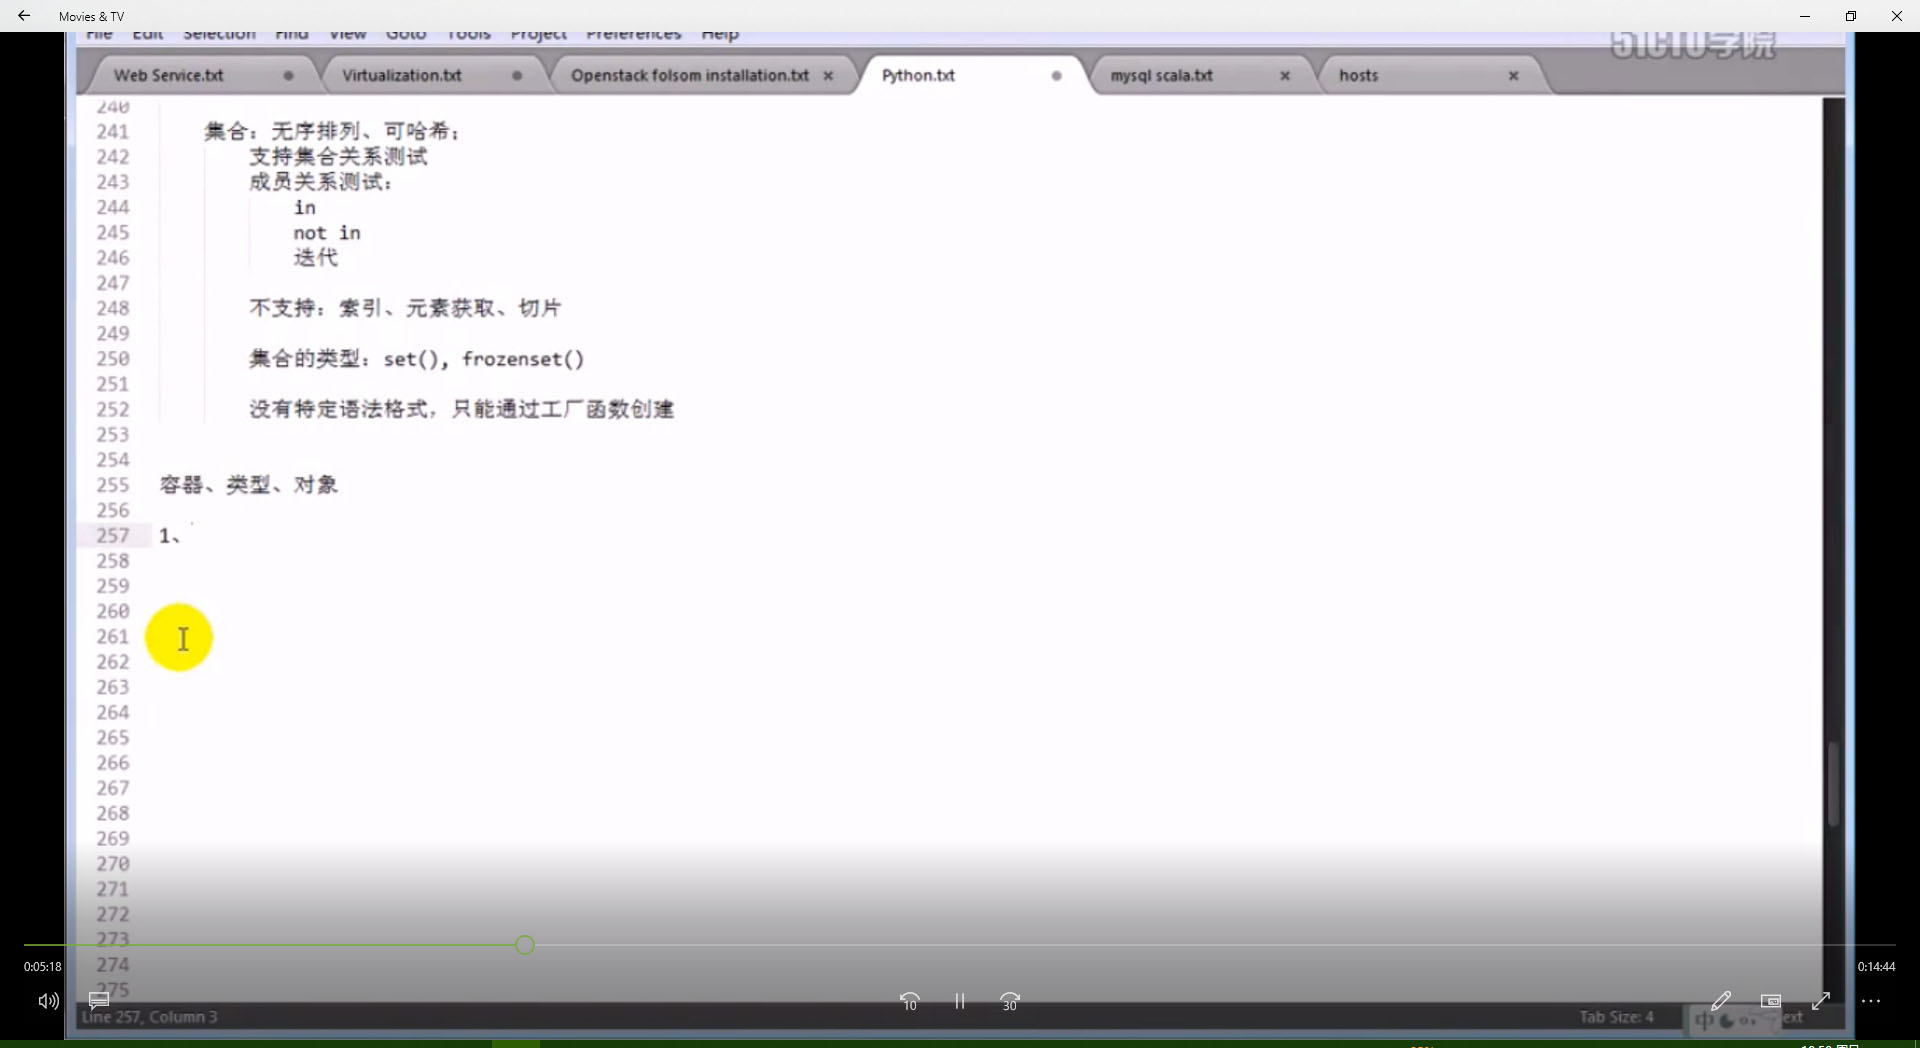 Movies & TV
File Edit Selection Find View Goto Tools Project Preferences Help
51CTO学院
Web Service.txt Virtualization.txt Openstack folsom installation.txt Python.txt mysql scala.txt hosts
240
241 集合：无序排列、可哈希；
242 支持集合关系测试
243 成员关系测试：
244 in
245 not in
246 迭代
247
248 不支持：索引、元素获取、切片
249
250 集合的类型：set(), frozenset()
251
252 没有特定语法格式，只能通过工厂函数创建
253
254
255 容器、类型、对象
256
257 1、
258
259
260
261
262
263
264
265
266
267
268
269
270
271
272
273
274
275
0:05:18 0:14:44
10 30
Line 257, Column 3 Tab Size: 4 中